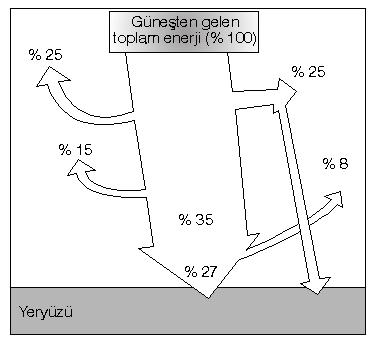 Güneşten gelen
toplam enerji (% 100)
% 25
% 25
% 15
% 8
% 35
% 27
Yeryüzü